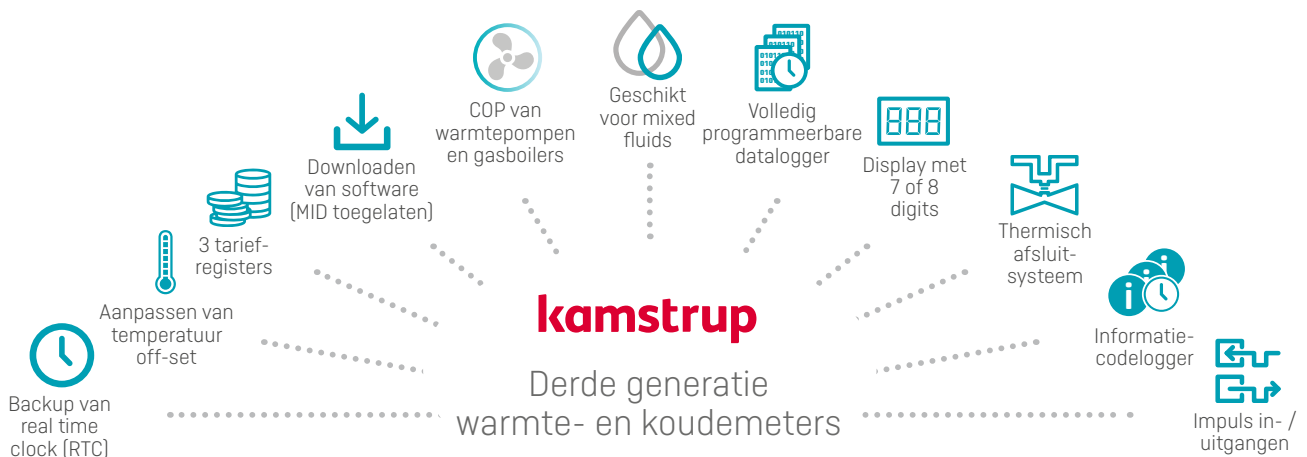 COP van
warmtepompen
en gasboilers
Geschikt
voor mixed
fluids
Volledig
programmeerbare
datalogger
Downloaden
van software
(MID toegelaten)
Display met
7 of 8
digits
3 tarief-
registers
Thermisch
afsluit-
systeem
Aanpassen van
temperatuur
off-set
kamstrup
Informatie-
codelogger
Derde generatie
warmte- en koudemeters
Backup van
real time
clock (RTC)
Impuls in- /
uitgangen